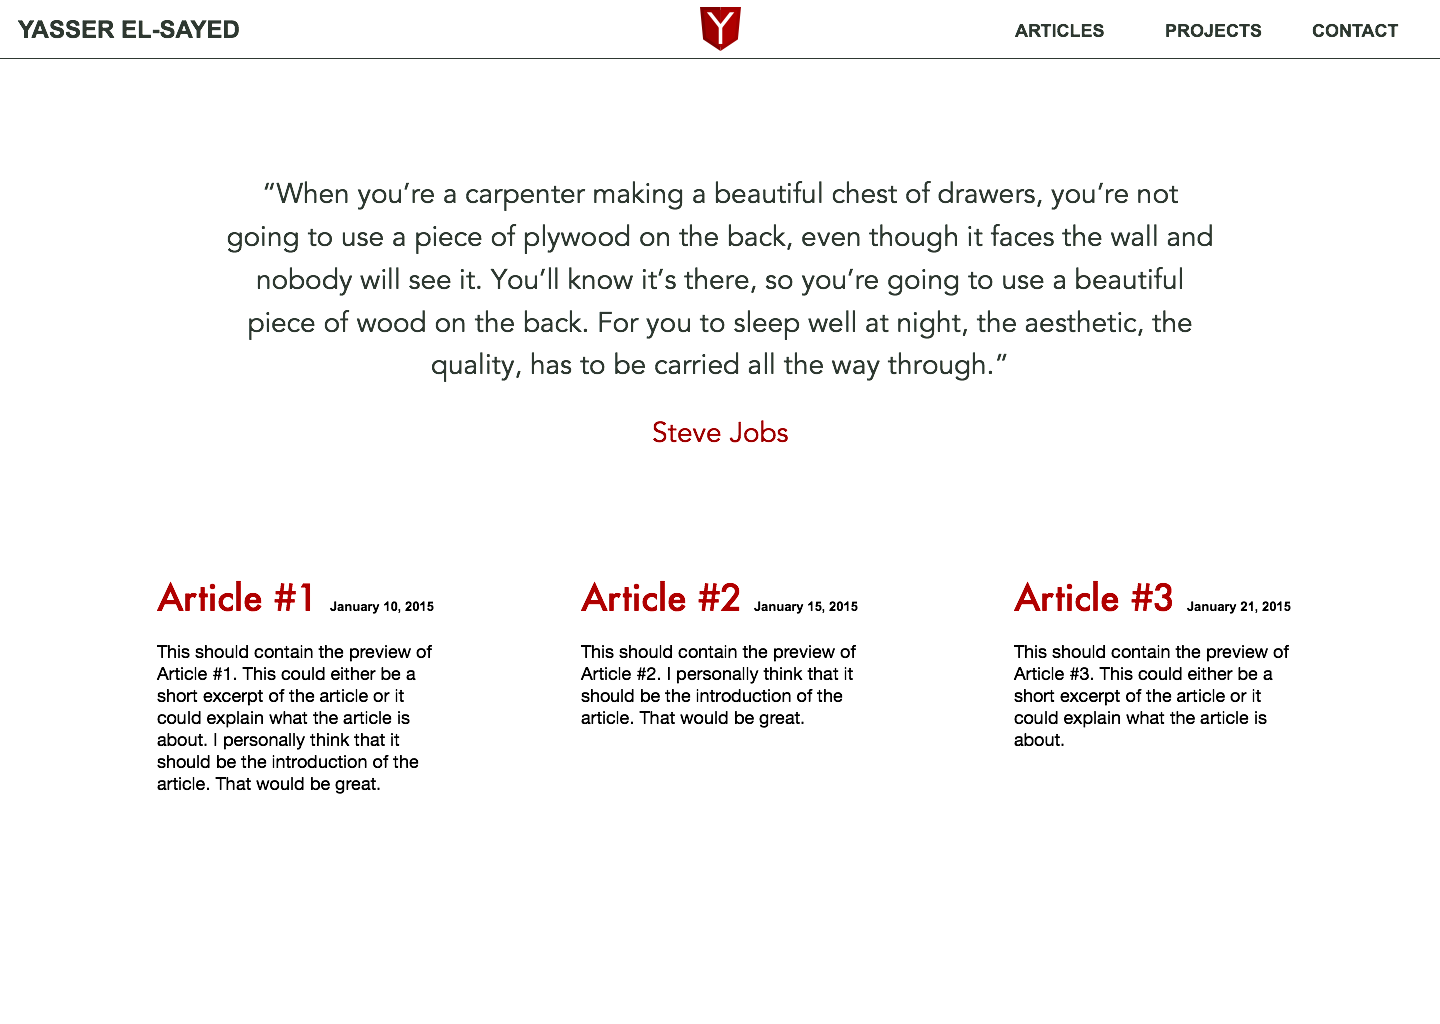 YASSER EL-SAYED
Y
ARTICLES PROJECTS CONTACT
“When you’re a carpenter making a beautiful chest of drawers, you’re not
going to use a piece of plywood on the back, even though it faces the wall and
nobody will see it. You’ll know it’s there, so you’re going to use a beautiful
piece of wood on the back. For you to sleep well at night, the aesthetic, the
quality, has to be carried all the way through.”
Steve Jobs
Article #1 January 10, 2015
This should contain the preview of
Article #1. This could either be a
short excerpt of the article or it
could explain what the article is
about. I personally think that it
should be the introduction of the
article. That would be great.
Article #2 January 15, 2015
This should contain the preview of
Article #2. I personally think that it
should be the introduction of the
article. That would be great.
Article #3 January 21, 2015
This should contain the preview of
Article #3. This could either be a
short excerpt of the article or it
could explain what the article is
about.